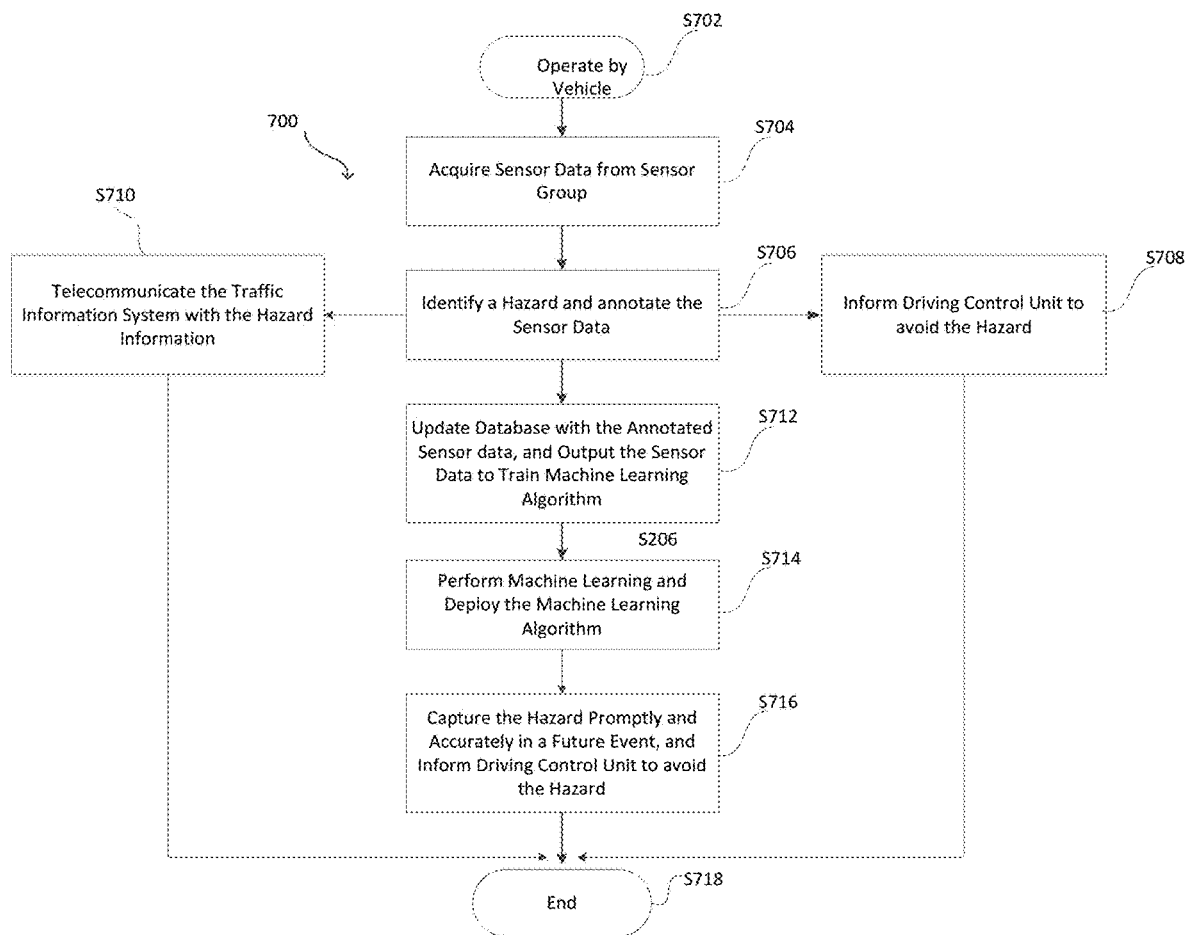 S702
Operate by
Vehicle
700
S704
Acquire Sensor Data from Sensor
Group
S710
S706
S708
Telecommunicate the Traffic
Information System with the Hazard
Information
Identify a Hazard and annotate the
Sensor Data
Inform Driving Control Unit to
avoid the Hazard
S712
Update Database with the Annotated
Sensor data, and Output the Sensor
Data to Train Machine Learning
Algorithm
S206
S714
Perform Machine Learning and
Deploy the Machine Learning
Algorithm
S716
Capture the Hazard Promptly and
Accurately in a Future Event, and
Inform Driving Control Unit to avoid
the Hazard
S718
End